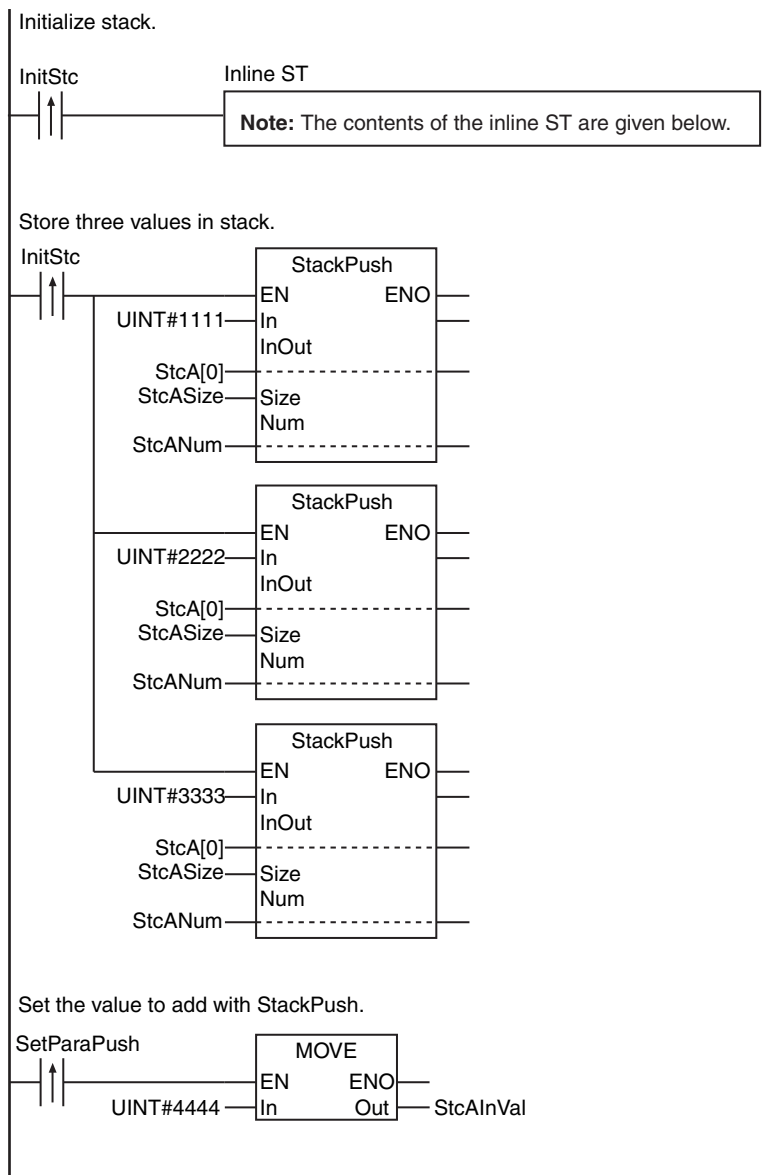 Initialize stack.
InitStc
Inline ST
Note: The contents of the inline ST are given below.
Store three values in stack.
InitStc
StackPush
EN ENO
UINT#1111 In
InOut
StcA[0]
StcASize Size
Num
StcANum
StackPush
EN ENO
UINT#2222 In
InOut
StcA[0]
StcASize Size
Num
StcANum
StackPush
EN ENO
UINT#3333 In
InOut
StcA[0]
StcASize Size
Num
StcANum
Set the value to add with StackPush.
SetParaPush
MOVE
EN ENO
UINT#4444 In Out StcAInVal